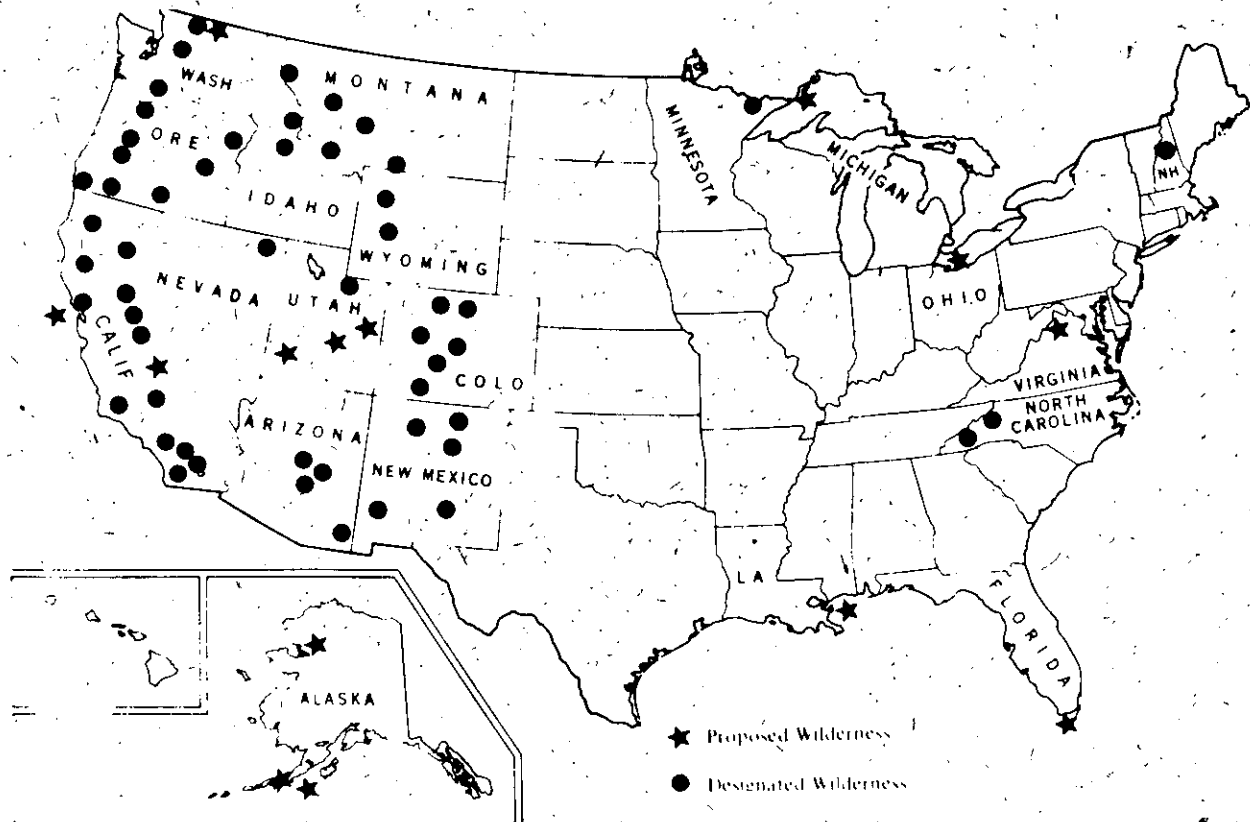 WASH
MONTANA
ORE
IDAHO
WYOMING
NEVADA
UTAH
CALIF
COLO
ARIZONA
NEW MEXICO
MINNESOTA
MICHIGAN
NH
OHIO
VIRGINIA
NORTH
CAROLINA
LA
FLORIDA
ALASKA
Proposed Wilderness
Designated Wilderness